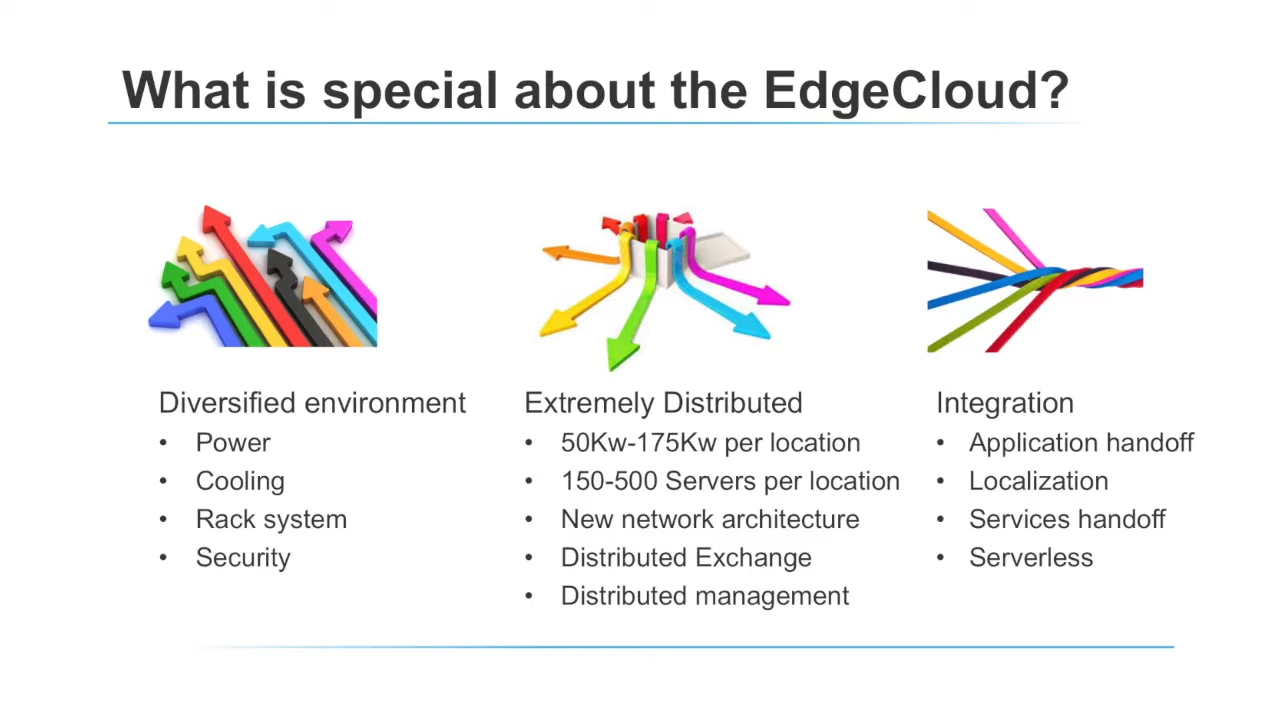 What is special about the EdgeCloud?
Diversified environment
• Power
• Cooling
• Rack system
• Security
Extremely Distributed
• 50Kw-175Kw per location
• 150-500 Servers per location
• New network architecture
• Distributed Exchange
• Distributed management
Integration
• Application handoff
• Localization
• Services handoff
• Serverless